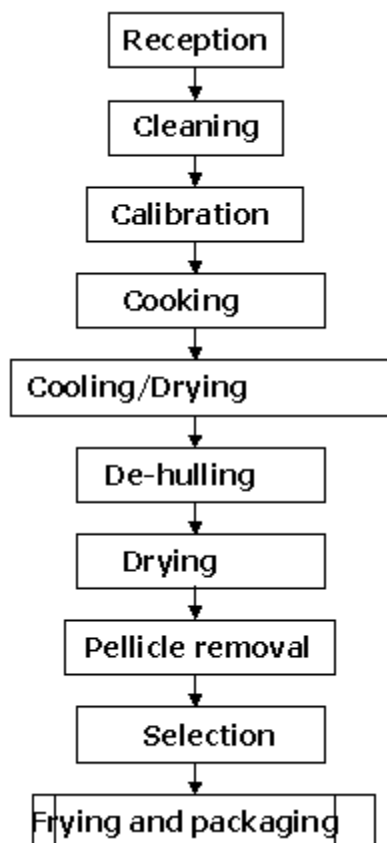 Reception
Cleaning
Calibration
Cooking
Cooling/Drying
De-hulling
Drying
Pellicle removal
Selection
Frying and packaging